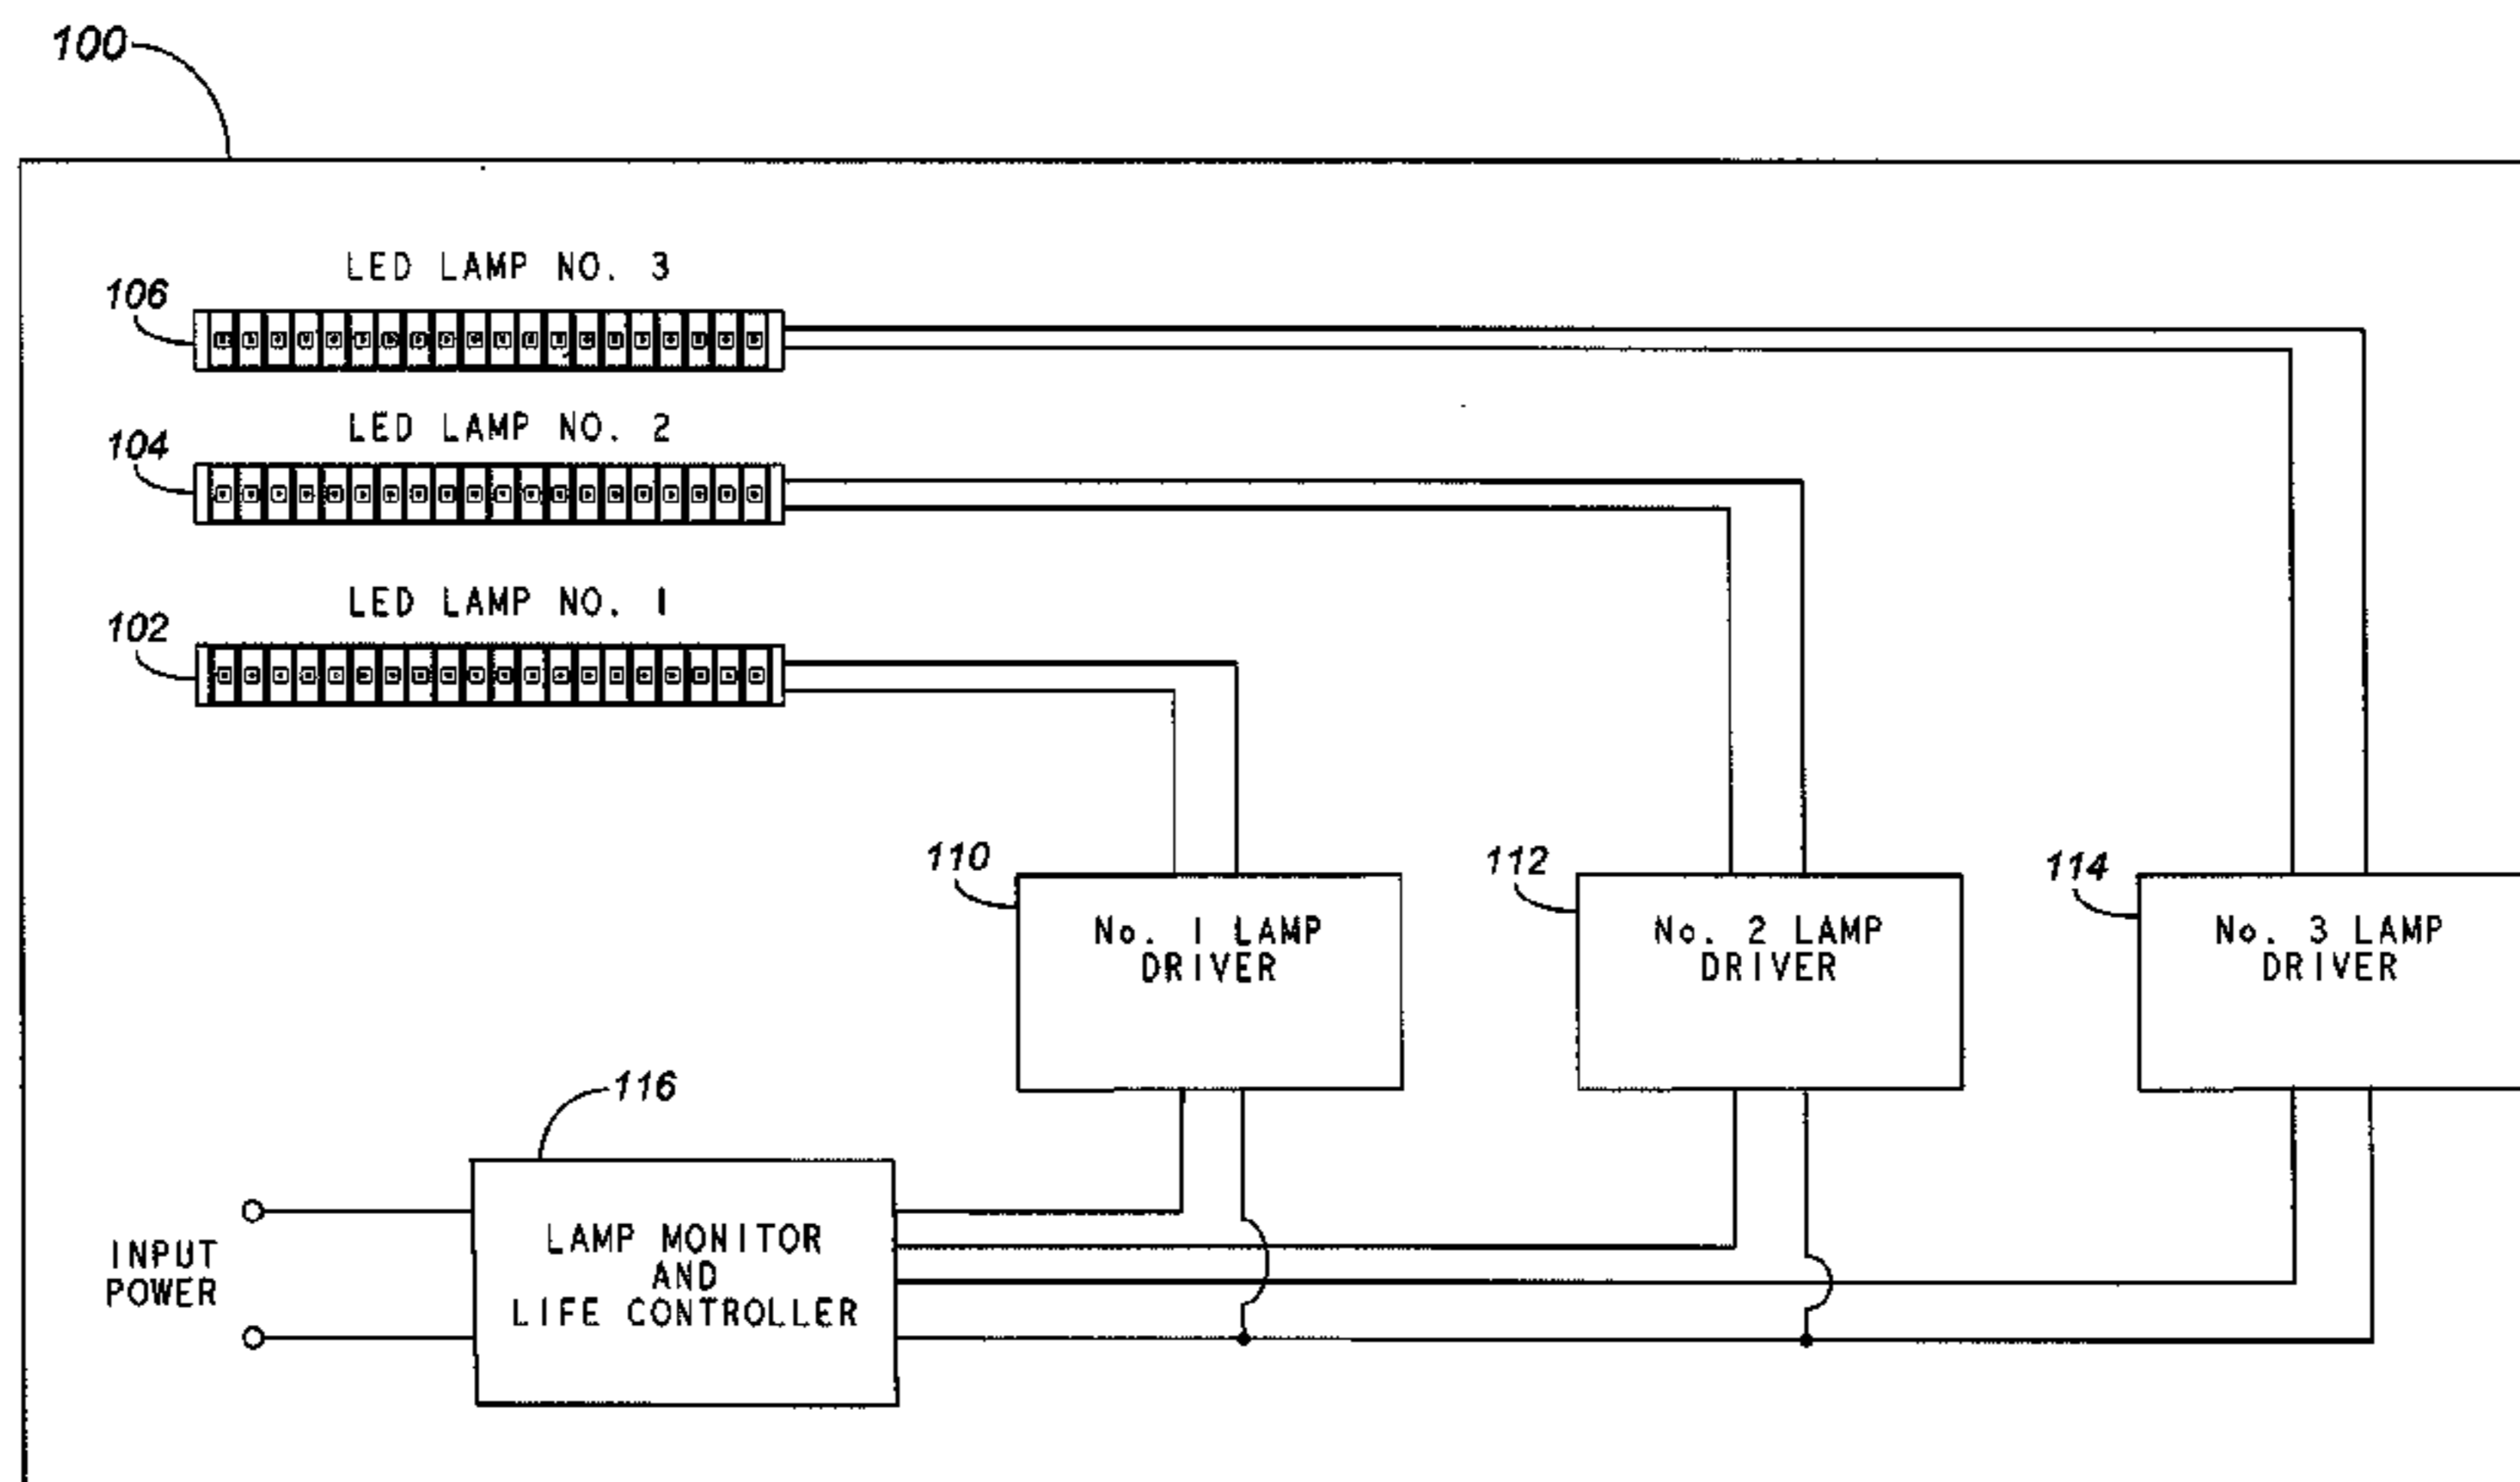 100
LED LAMP NO. 3
106
LED LAMP NO. 2
104
LED LAMP NO. 1
102
110
No. 1 LAMP
DRIVER
112
No. 2 LAMP
DRIVER
114
No. 3 LAMP
DRIVER
116
INPUT
POWER
LAMP MONITOR
AND
LIFE CONTROLLER